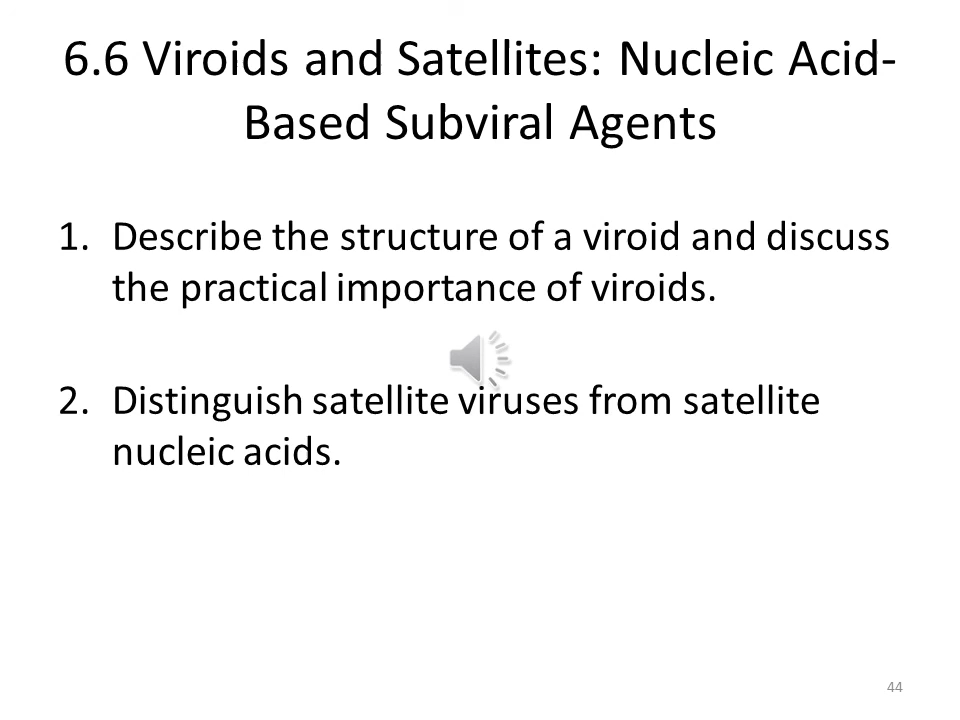 6.6 Viroids and Satellites: Nucleic Acid-
Based Subviral Agents
1. Describe the structure of a viroid and discuss
the practical importance of viroids.
2. Distinguish satellite viruses from satellite
nucleic acids.
44